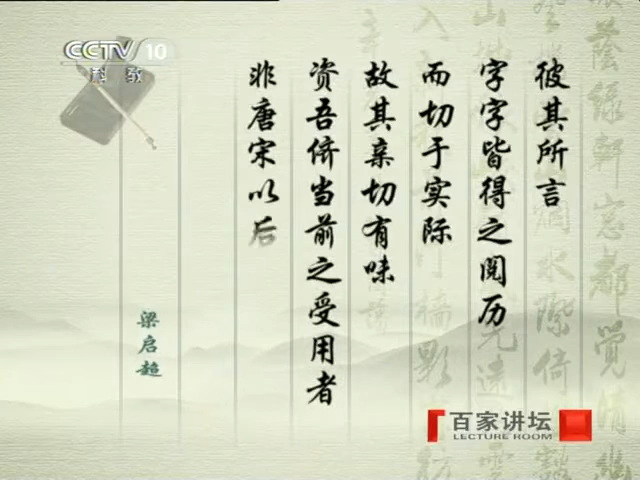 CCTV 10
科教
彼其所言
字字皆得之阅历
而切于实际
故其亲切有味
资吾侪当前之受用者
非唐宋以后
梁启超
百家讲坛
LECTURE ROOM